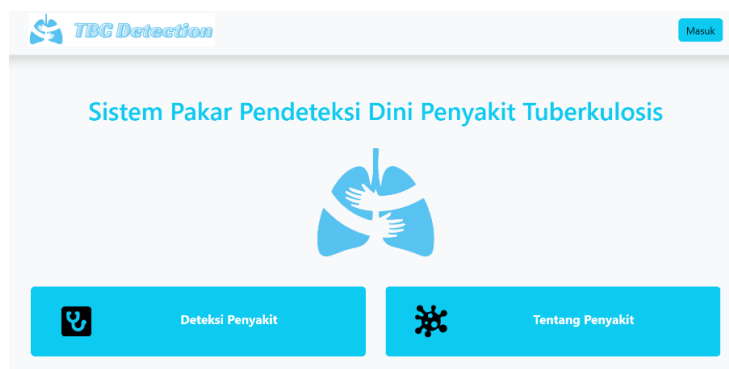 TBC Detection
Masuk
Sistem Pakar Pendeteksi Dini Penyakit Tuberkulosis
Deteksi Penyakit
Tentang Penyakit